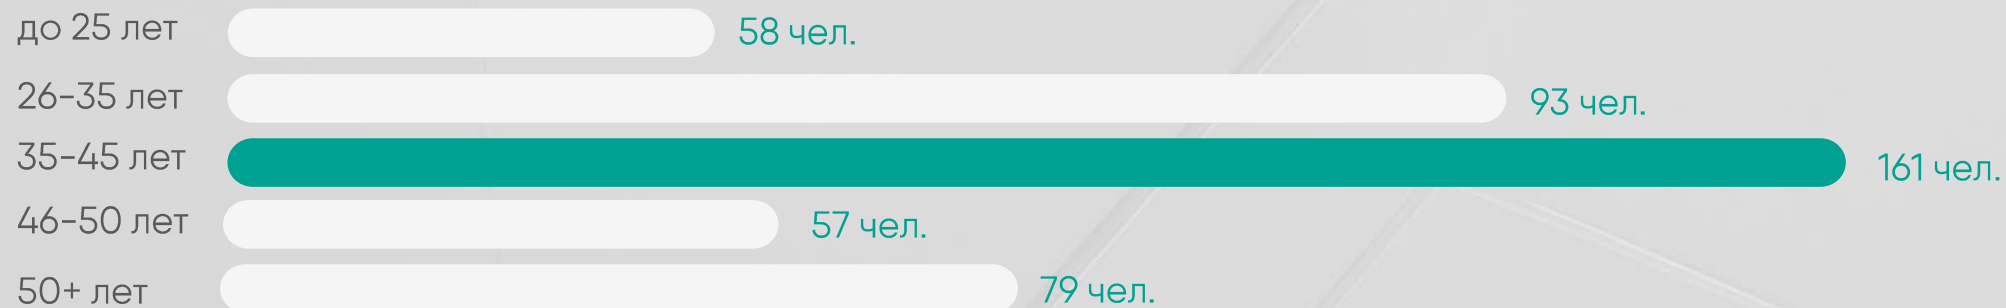 до 25 лет 58 чел.
26-35 лет 93 чел.
35-45 лет 161 чел.
46-50 лет 57 чел.
50+ лет 79 чел.